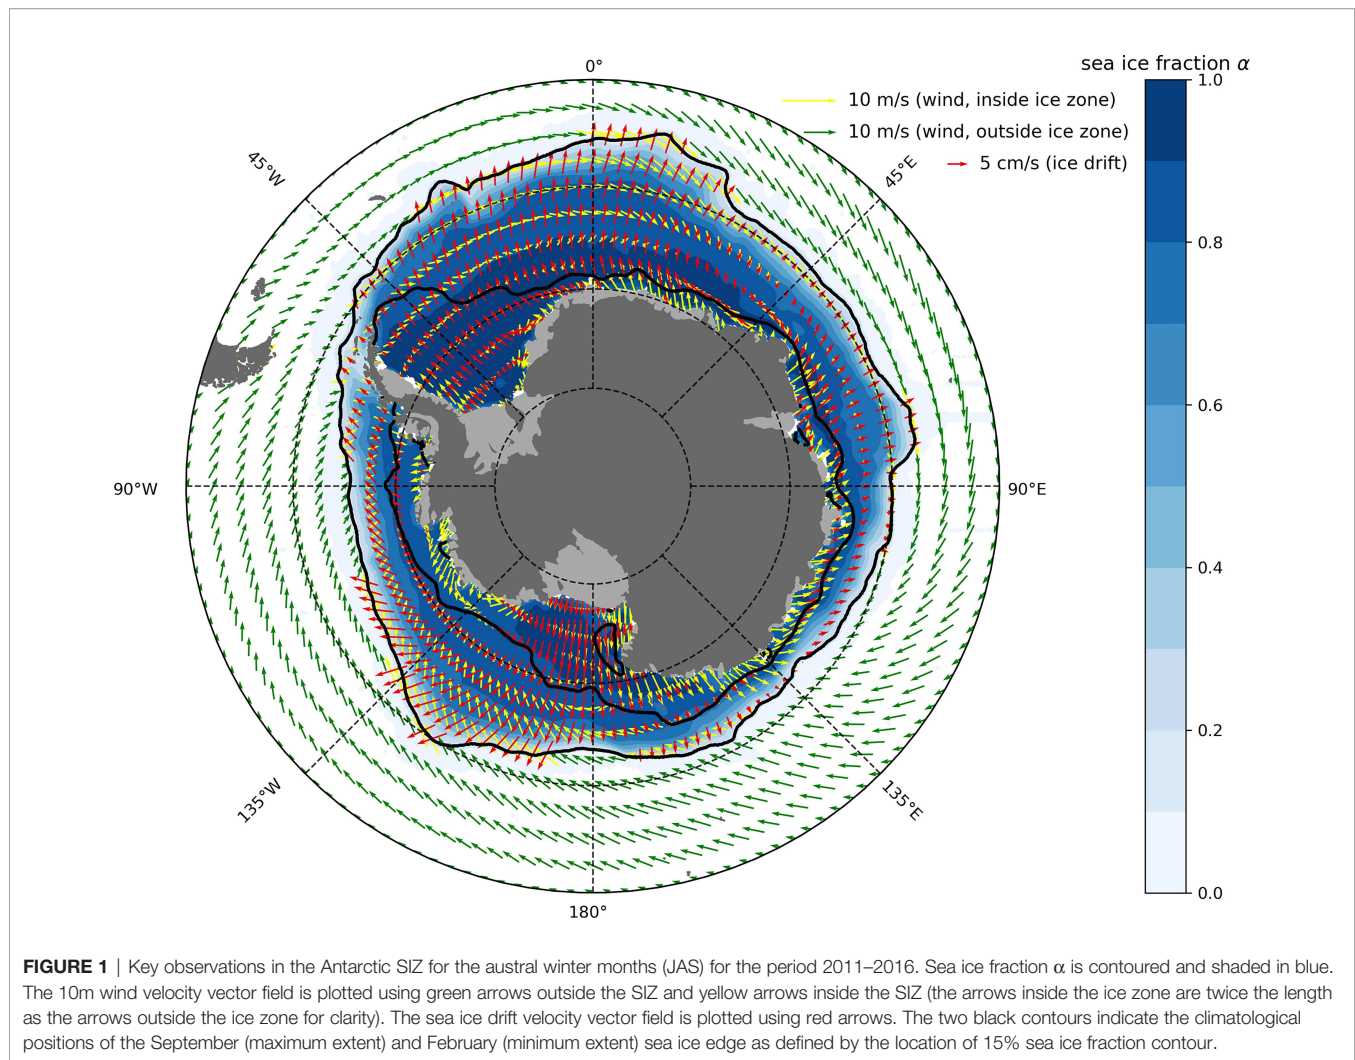 sea ice fraction α
0°
1.0
10 m/s (wind, inside ice zone)
10 m/s (wind, outside ice zone)
5 cm/s (ice drift)
45°W
45°E
0.8
0.6
90°W
90°E
0.4
0.2
135°W
135°E
0.0
180°
FIGURE 1 | Key observations in the Antarctic SIZ for the austral winter months (JAS) for the period 2011–2016. Sea ice fraction α is contoured and shaded in blue.
The 10m wind velocity vector field is plotted using green arrows outside the SIZ and yellow arrows inside the SIZ (the arrows inside the ice zone are twice the length
as the arrows outside the ice zone for clarity). The sea ice drift velocity vector field is plotted using red arrows. The two black contours indicate the climatological
positions of the September (maximum extent) and February (minimum extent) sea ice edge as defined by the location of 15% sea ice fraction contour.